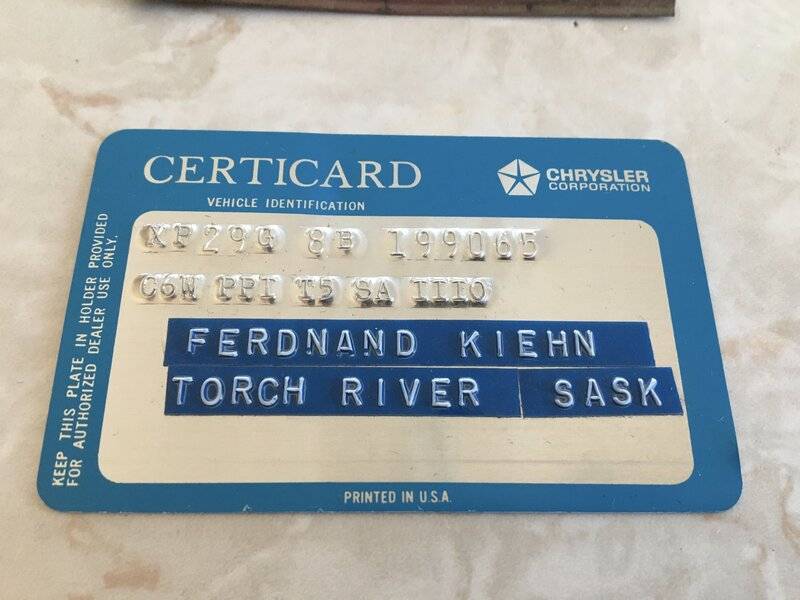 CERTICARD
CHRYSLER
CORPORATION
VEHICLE IDENTIFICATION
XP29G 8B 199065
C6W PPI T5 SA IIIO
FERDNAND KIEHN
TORCH RIVER SASK
KEEP THIS PLATE IN HOLDER PROVIDED
FOR AUTHORIZED DEALER USE ONLY.
PRINTED IN U.S.A.